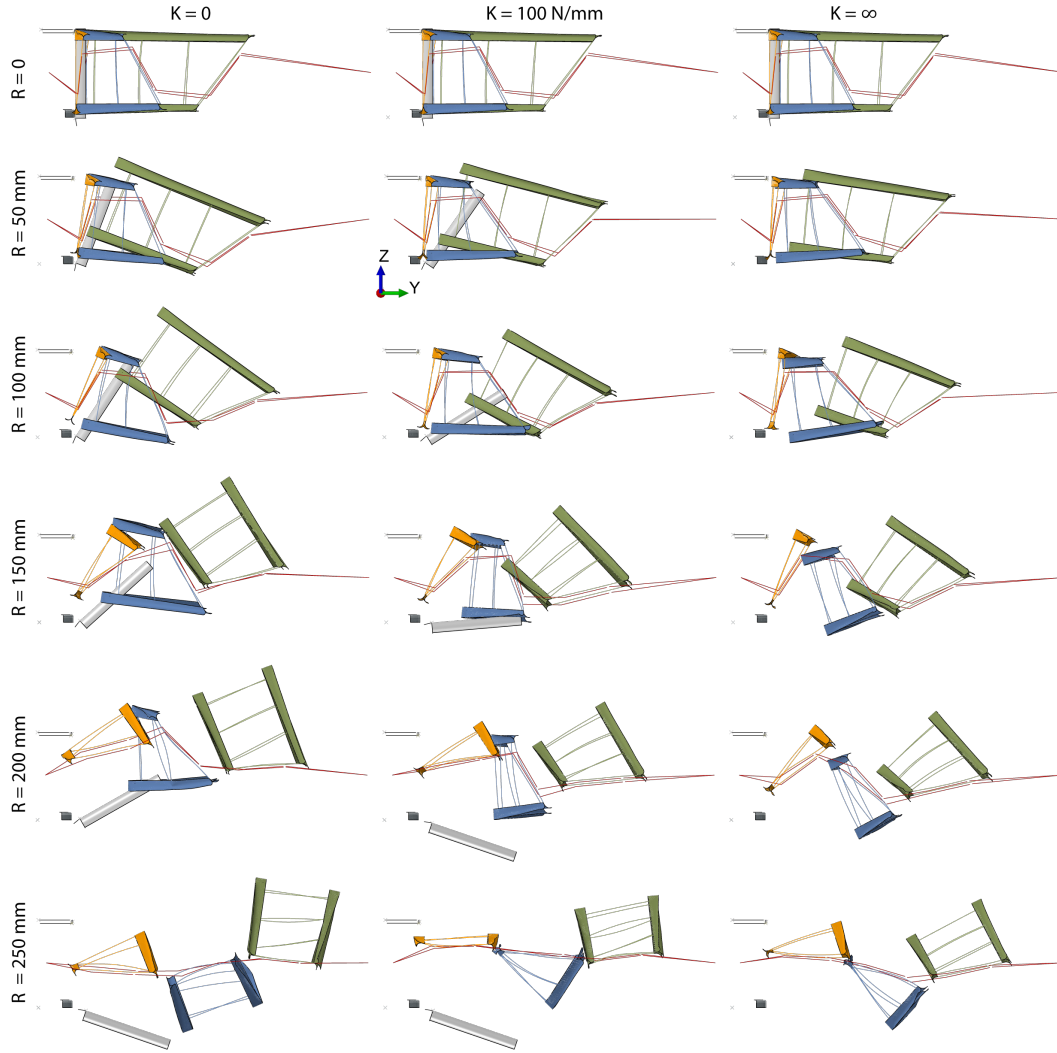 K = 0
K = 100 N/mm
K = ∞
R = 0
R = 50 mm
Z
Y
R = 100 mm
R = 150 mm
R = 200 mm
R = 250 mm